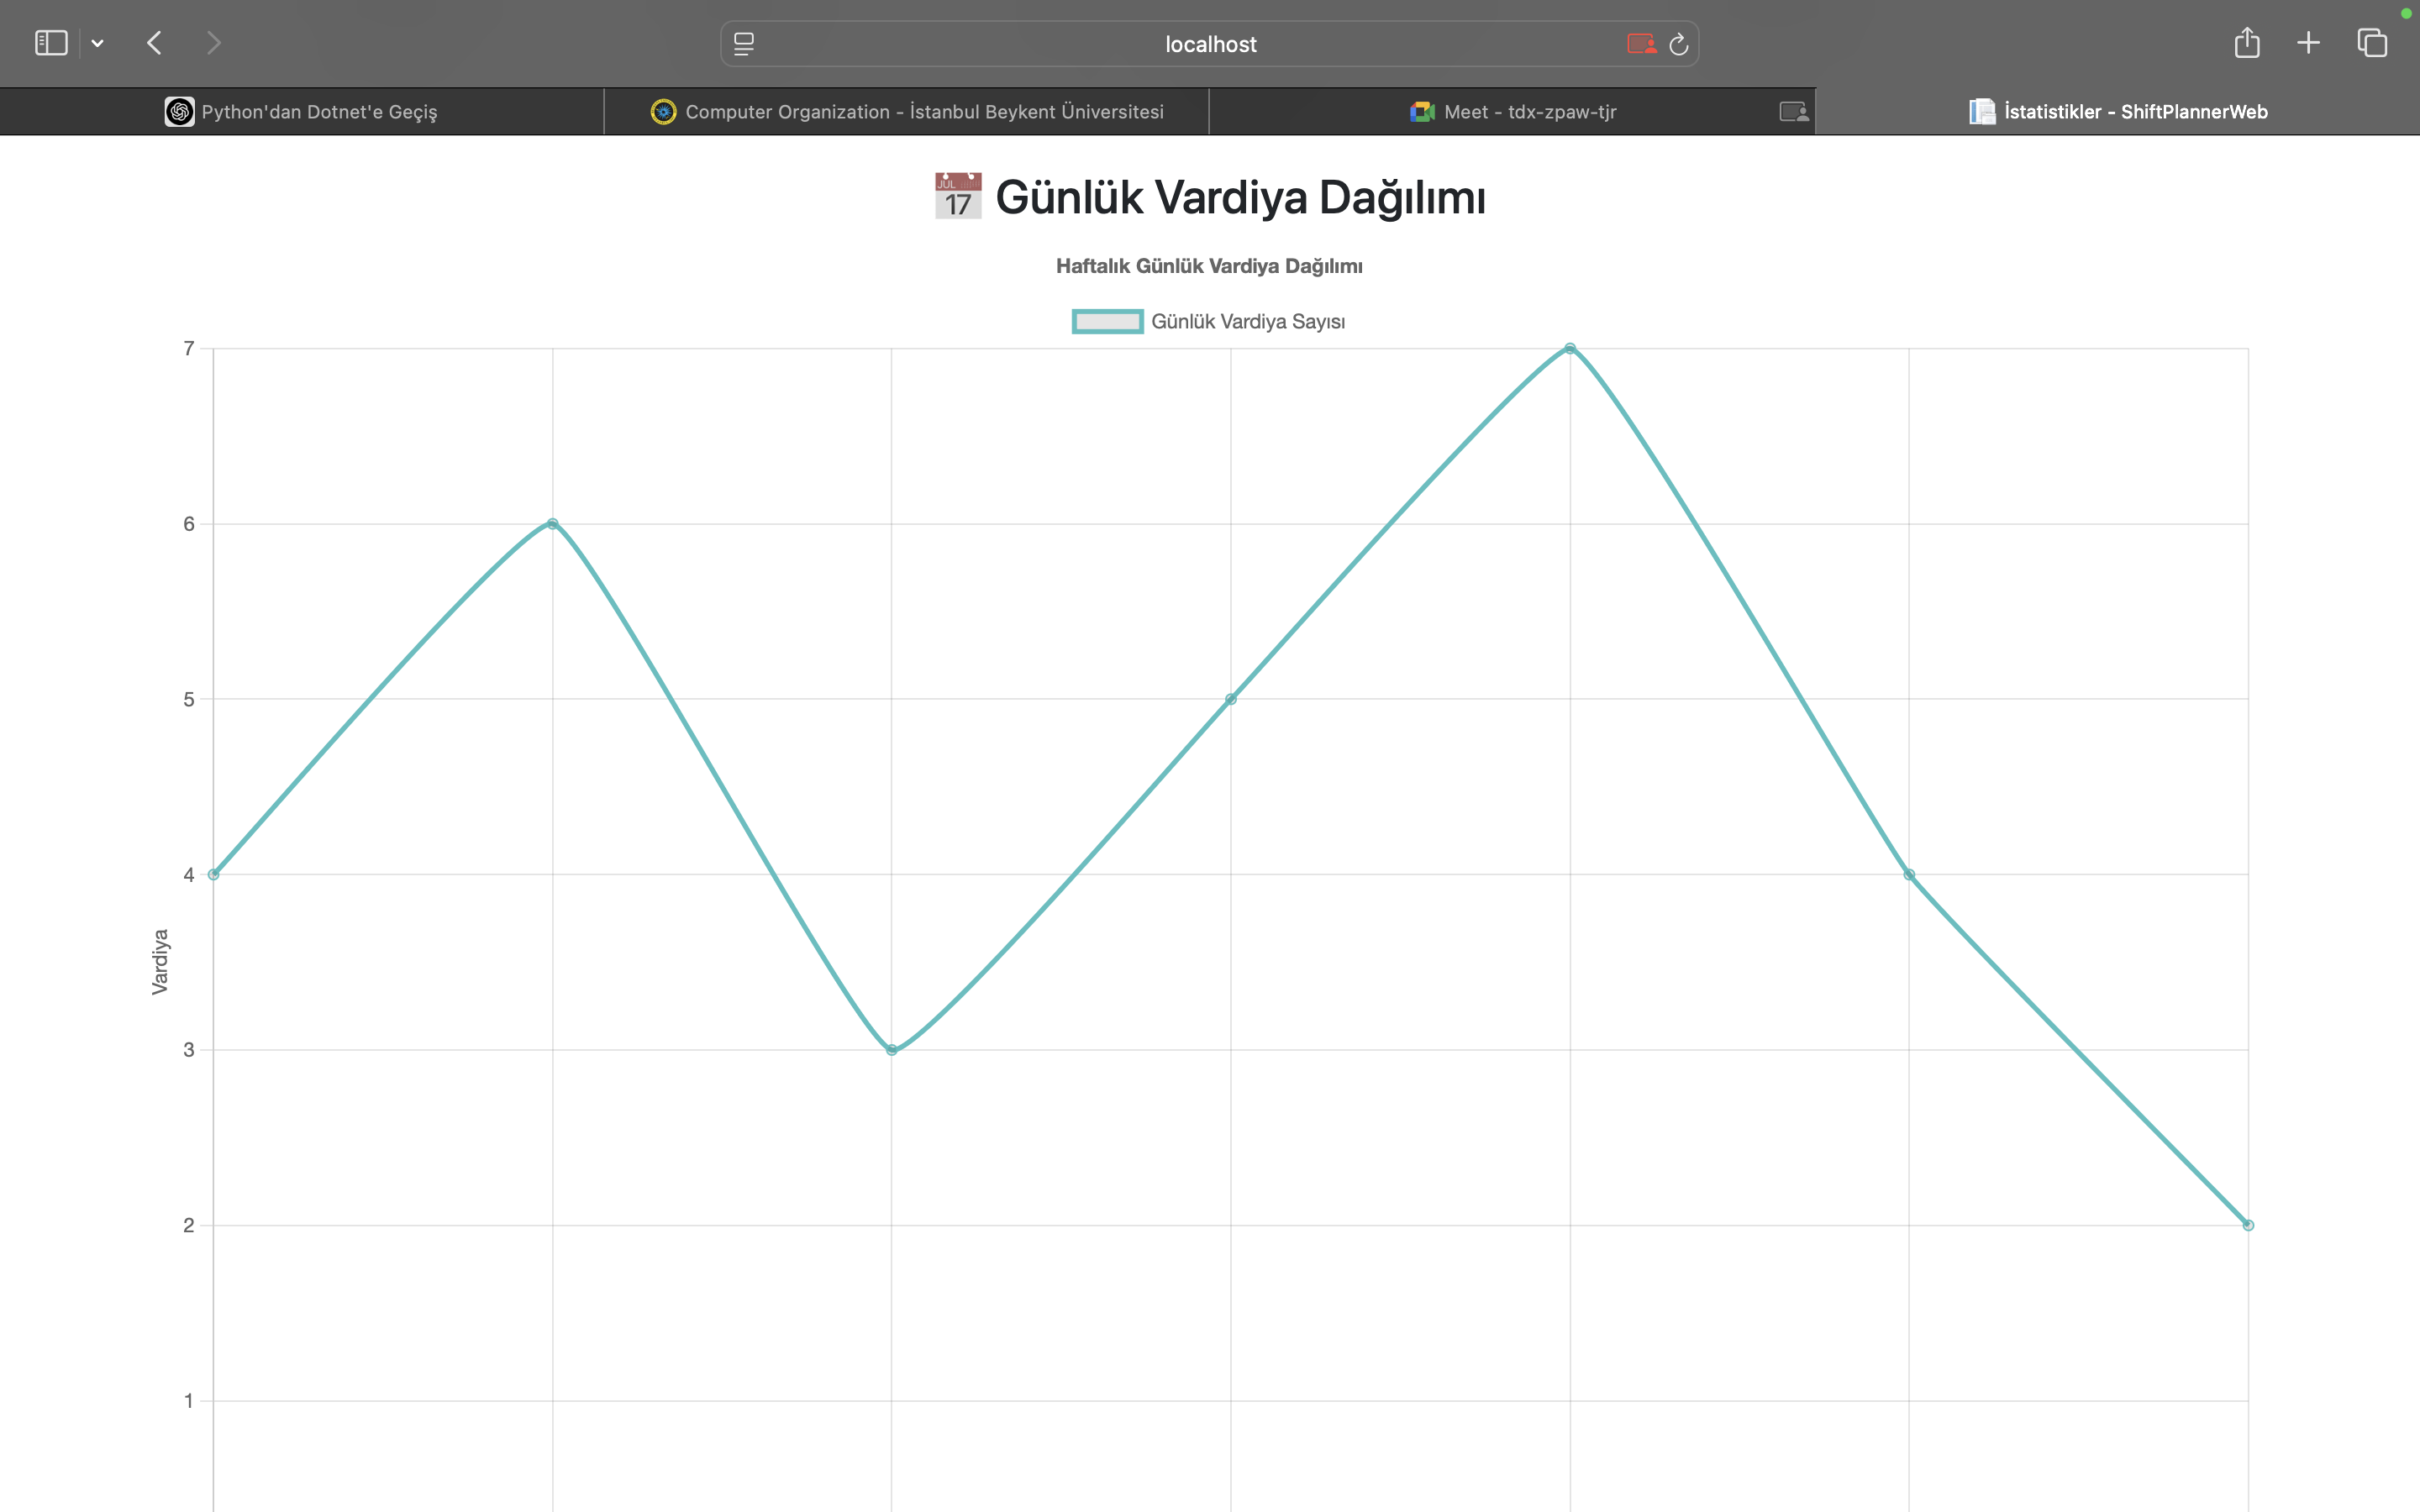 localhost
Python'dan Dotnet'e Geçiş
Computer Organization - İstanbul Beykent Üniversitesi
Meet - tdx-zpaw-tjr
İstatistikler - ShiftPlannerWeb
JUL
17
Günlük Vardiya Dağılımı
Haftalık Günlük Vardiya Dağılımı
Günlük Vardiya Sayısı
7
6
5
4
Vardiya
3
2
1